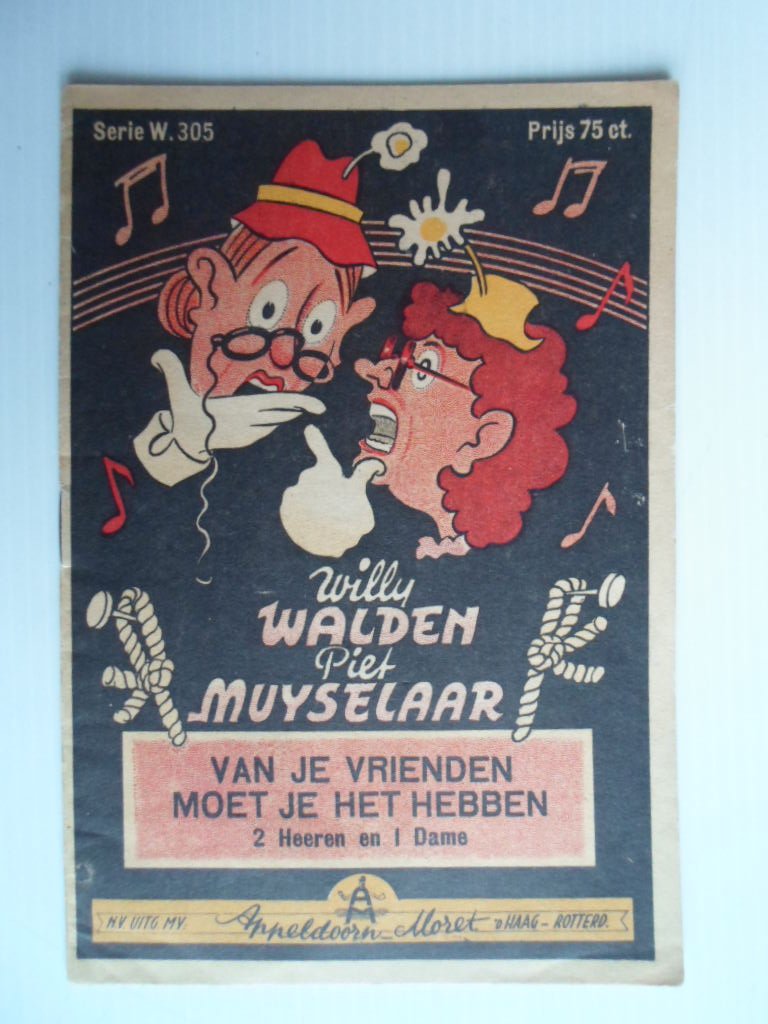 Serie W. 305 Prijs 75 ct.
Willy
WALDEN
Piet
MUYSELAAR
VAN JE VRIENDEN
MOET JE HET HEBBEN
2 Heeren en 1 Dame
N.V. UITG. MY. Appeldoorn-Moret 'D HAAG - ROTTERD.